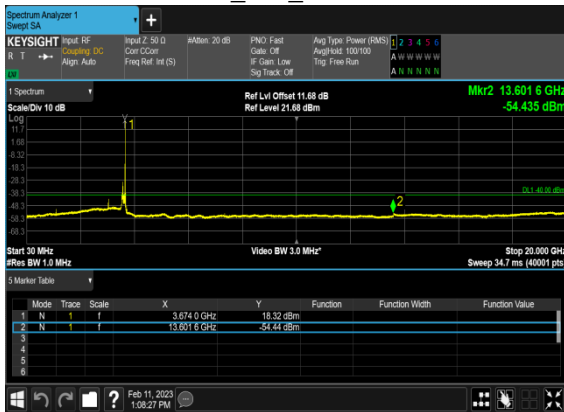 Spectrum Analyzer 1
Swept SA
KEYSIGHT
R T
Input: RF
Coupling: DC
Align: Auto
Input Z: 50 Ω
Corr CCorr
Freq Ref: Int (S)
#Atten: 20 dB
PNO: Fast
Gate: Off
IF Gain: Low
Sig Track: Off
Avg Type: Power (RMS)
Avg|Hold: 100/100
Trig: Free Run
1 2 3 4 5 6
A W W W W W
A N N N N N
1 Spectrum
Scale/Div 10 dB
Ref Lvl Offset 11.68 dB
Ref Level 21.68 dBm
Mkr2 13.601 6 GHz
-54.435 dBm
Log
11.7
1.68
-8.32
-18.3
-28.3
-38.3
-48.3
-58.3
-68.3
1
2
DL1 -40.00 dBm
Start 30 MHz
#Res BW 1.0 MHz
Video BW 3.0 MHz*
Stop 20.000 GHz
Sweep 34.7 ms (40001 pts)
5 Marker Table
Mode Trace Scale X Y Function Function Width Function Value
1 N 1 f 3.674 0 GHz 18.32 dBm
2 N 1 f 13.601 6 GHz -54.44 dBm
3
4
5
6
Feb 11, 2023
1:08:27 PM